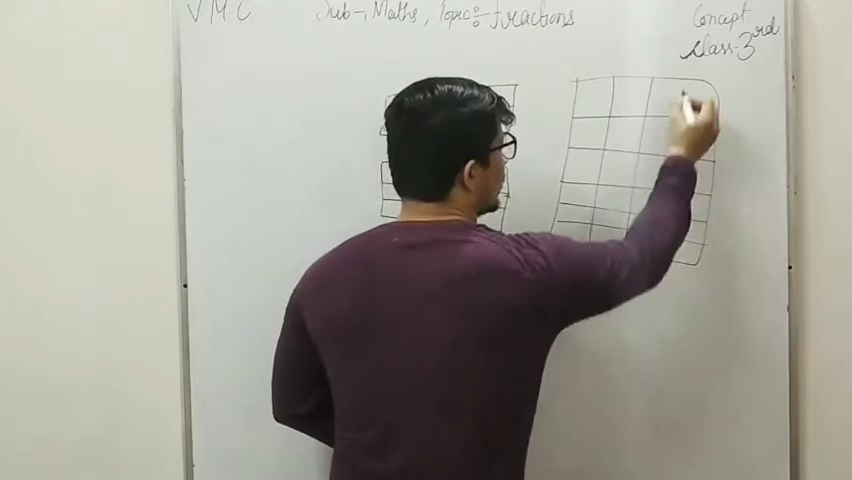 VMC
Sub-, Maths, Topic:- fractions
Concept
class-3rd